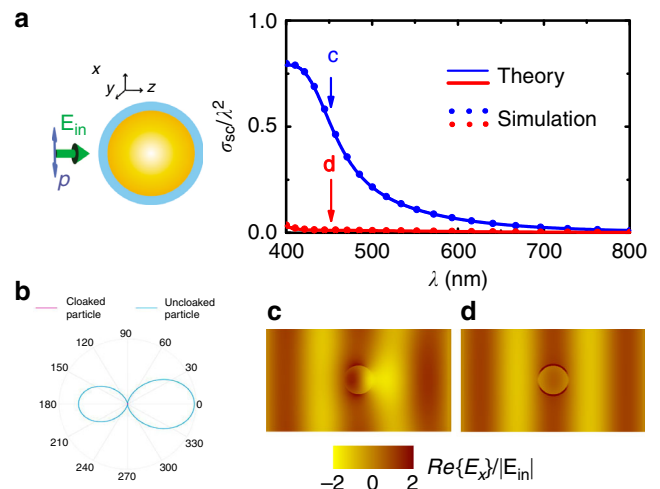 a
x
y
z
E_in
p
σ_sc/λ²
1.0
0.5
0.0
c
d
Theory
Simulation
400 500 600 700 800
λ (nm)
b
Cloaked particle
Uncloaked particle
90
120 60
150 30
180 0
210 330
240 300
270
c
d
−2 0 2
Re{E_x}/|E_in|